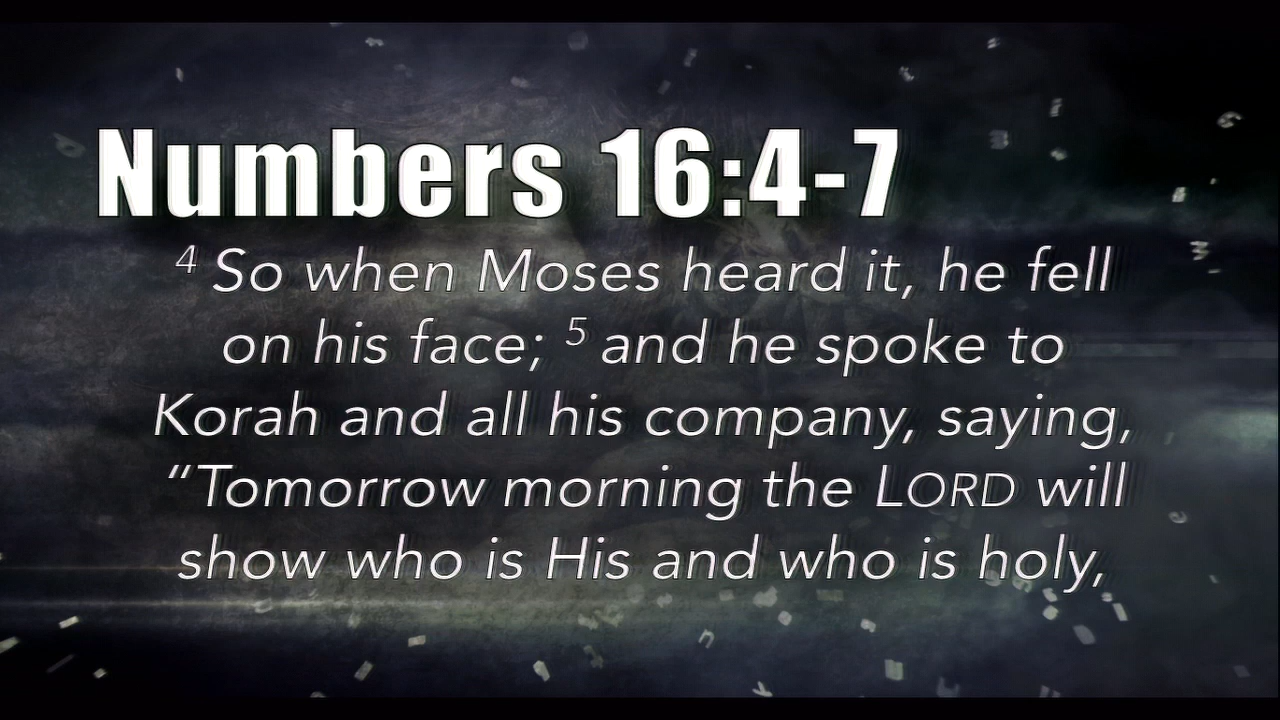 Numbers 16:4-7
4 So when Moses heard it, he fell
on his face; 5 and he spoke to
Korah and all his company, saying,
“Tomorrow morning the LORD will
show who is His and who is holy,